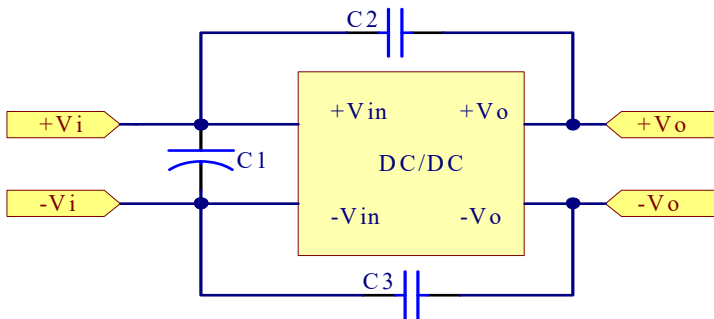 C2
+Vi +Vin +Vo +Vo
C1 DC/DC
-Vi -Vin -Vo -Vo
C3